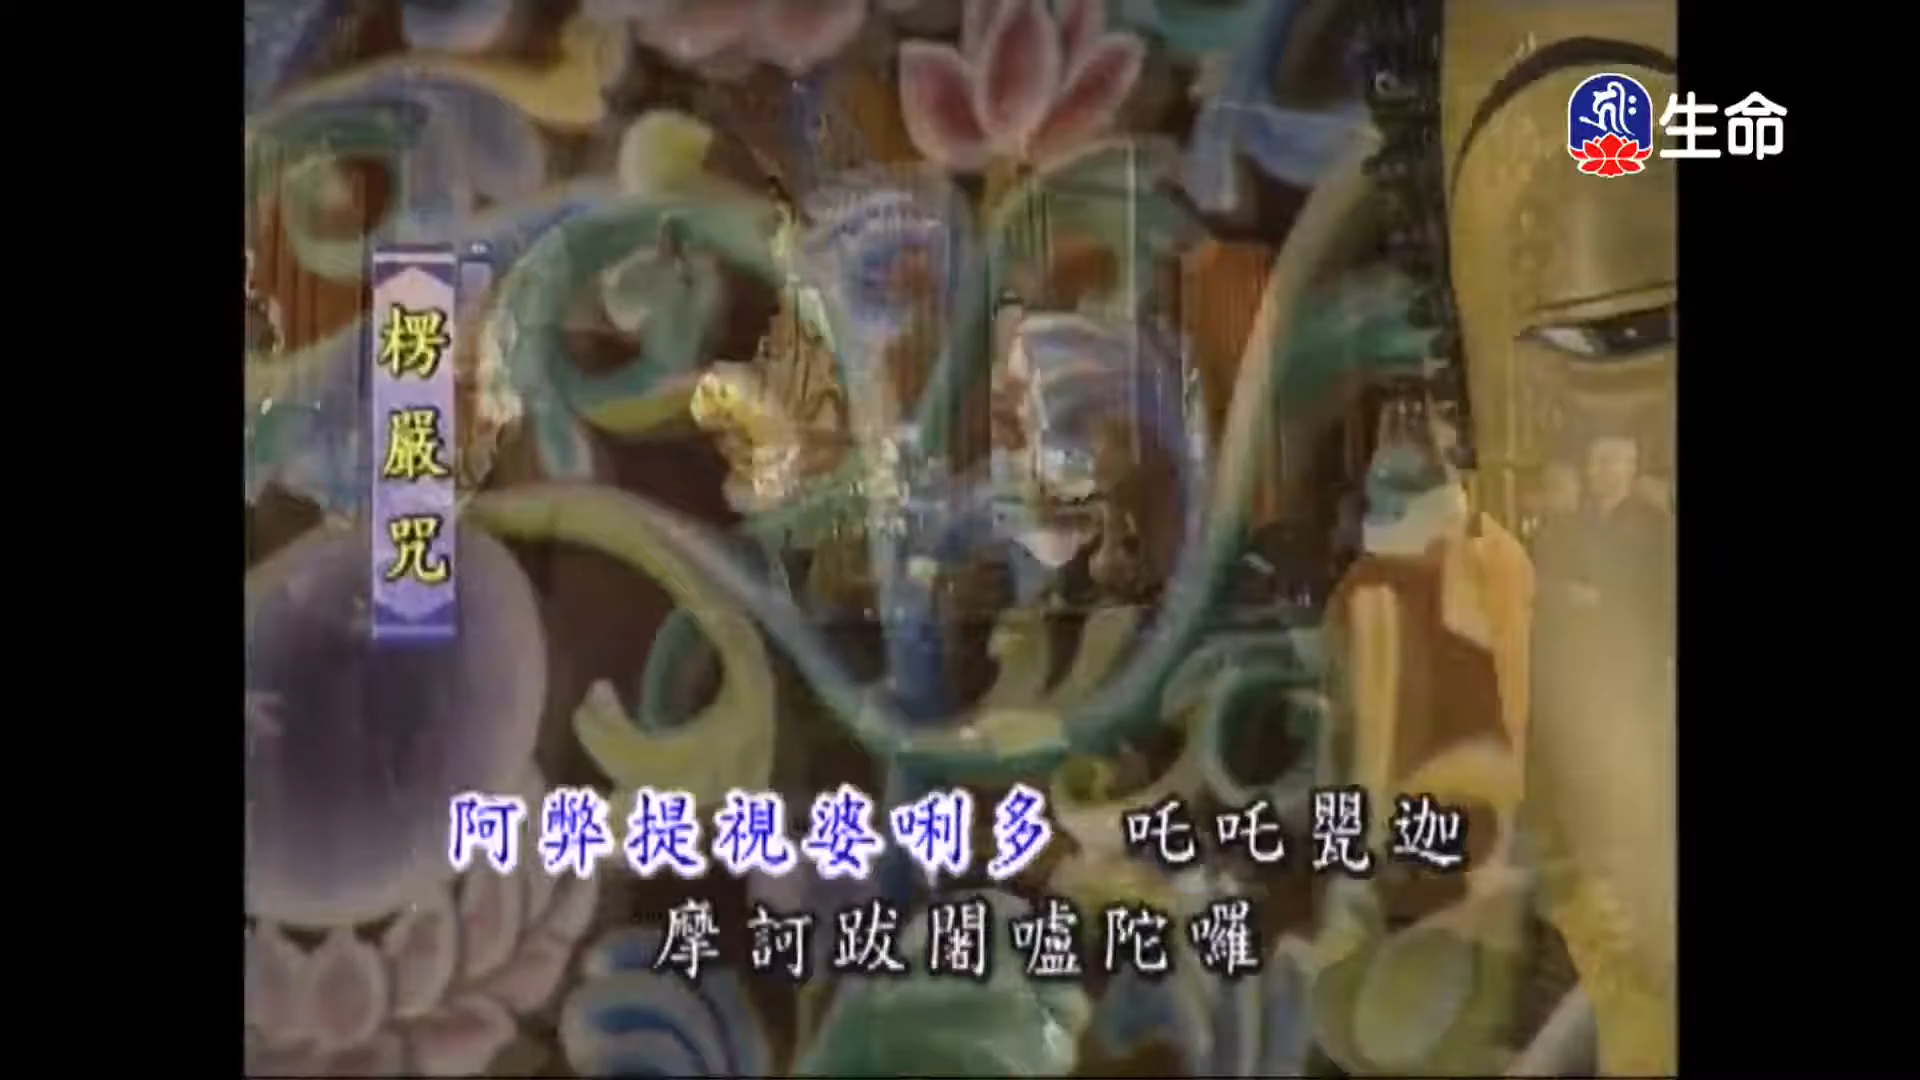 生命
楞嚴咒
阿弊提視婆唎多 吒吒甖迦
摩訶跋闍嚧陀囉